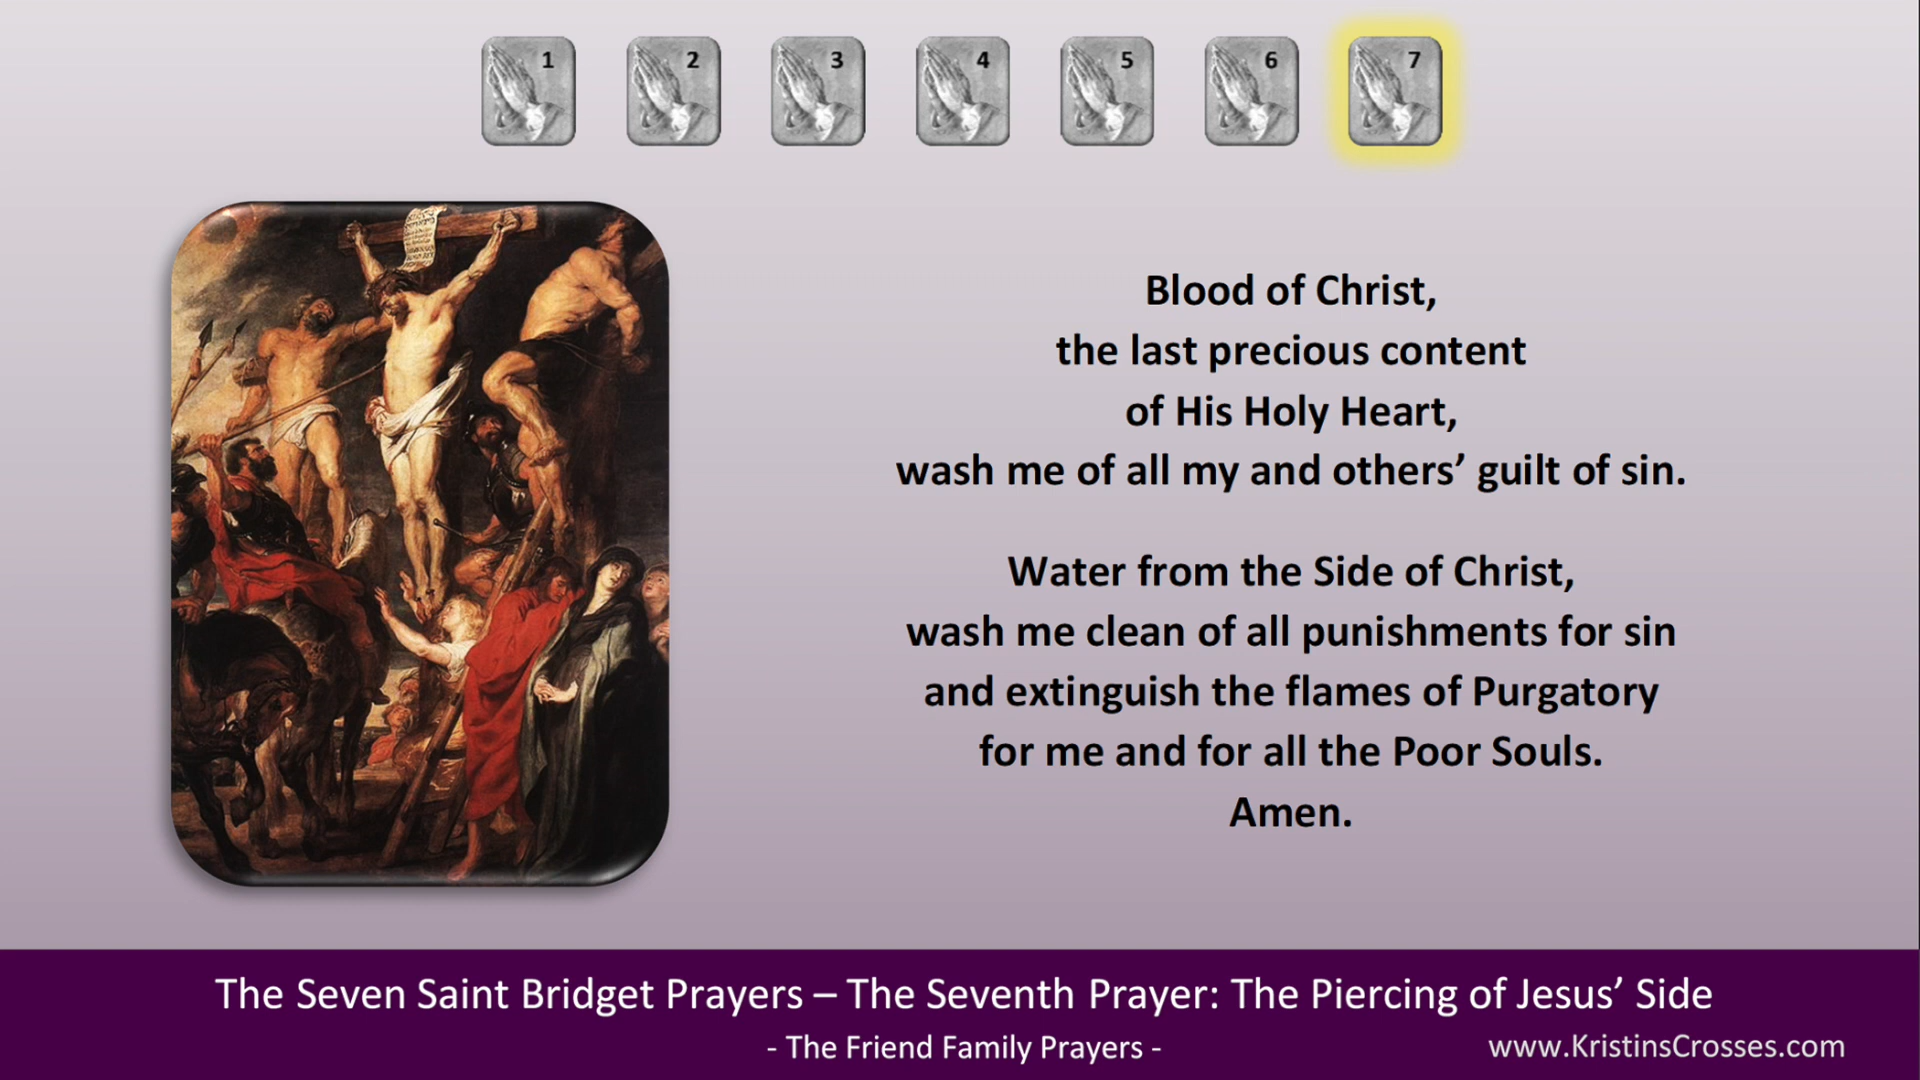 1 2 3 4 5 6 7
Blood of Christ,
the last precious content
of His Holy Heart,
wash me of all my and others’ guilt of sin.
Water from the Side of Christ,
wash me clean of all punishments for sin
and extinguish the flames of Purgatory
for me and for all the Poor Souls.
Amen.
The Seven Saint Bridget Prayers – The Seventh Prayer: The Piercing of Jesus’ Side
- The Friend Family Prayers -
www.KristinsCrosses.com